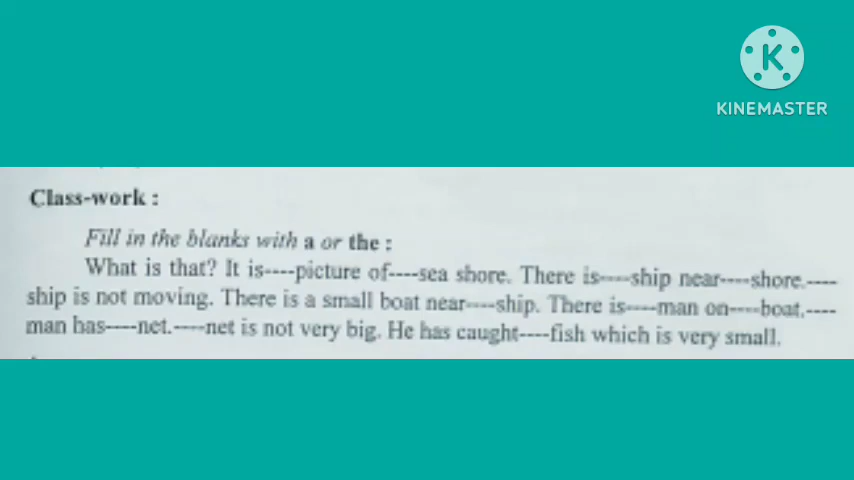 KINEMASTER
Class-work :
Fill in the blanks with a or the :
What is that? It is----picture of----sea shore. There is----ship near----shore.----
ship is not moving. There is a small boat near----ship. There is----man on----boat.----
man has----net.----net is not very big. He has caught----fish which is very small.